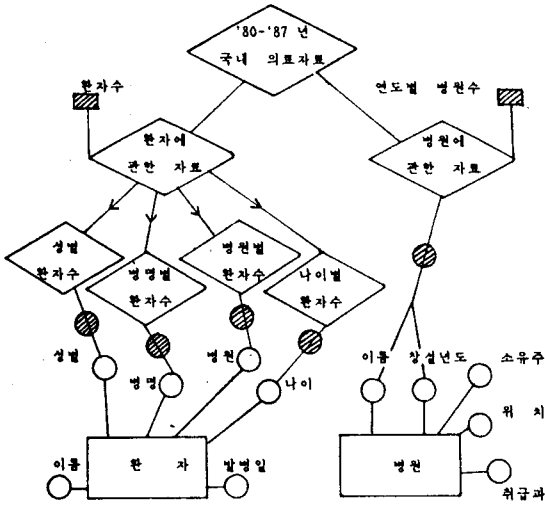 '80-'87 년
국내 의료자료
환자수
연도별 병원수
환자에
관한 자료
병원에
관한 자료
성별
환자수
병명별
환자수
병원별
환자수
나이별
환자수
성별
병명
병원
나이
이름 창설년도 소유주
위 치
취급과
이름
환 자
발병일
병원